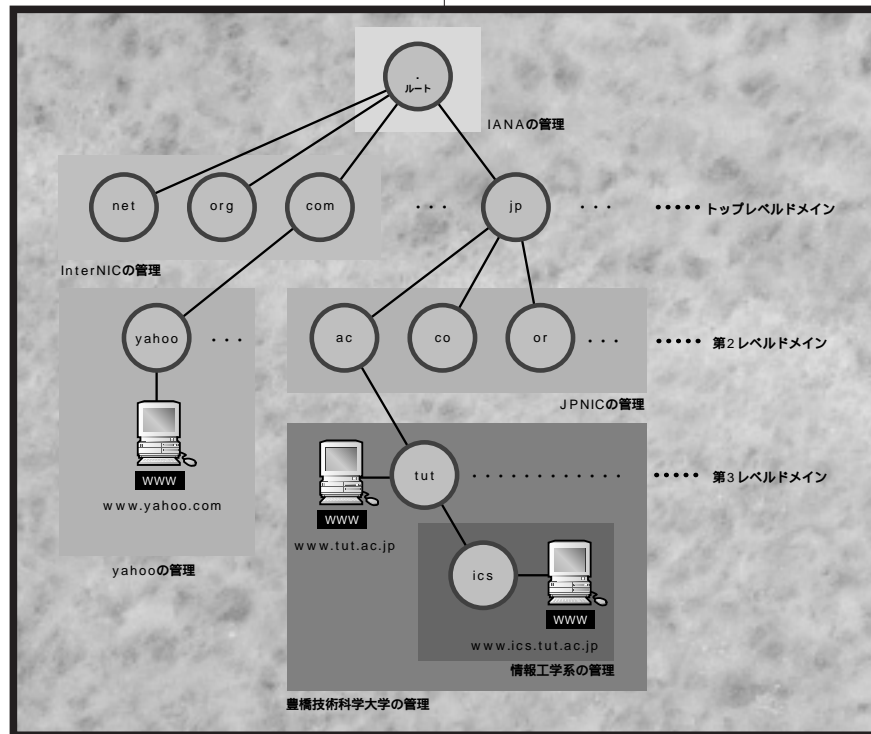 .
ルート
IANAの管理
net
org
com
・・・
jp
・・・
・・・・・ トップレベルドメイン
InterNICの管理
yahoo
・・・
ac
co
or
・・・
・・・・・ 第2レベルドメイン
JPNICの管理
WWW
www.yahoo.com
yahooの管理
tut
・・・・・・・・・・・・
・・・・・ 第3レベルドメイン
WWW
www.tut.ac.jp
ics
WWW
www.ics.tut.ac.jp
情報工学系の管理
豊橋技術科学大学の管理